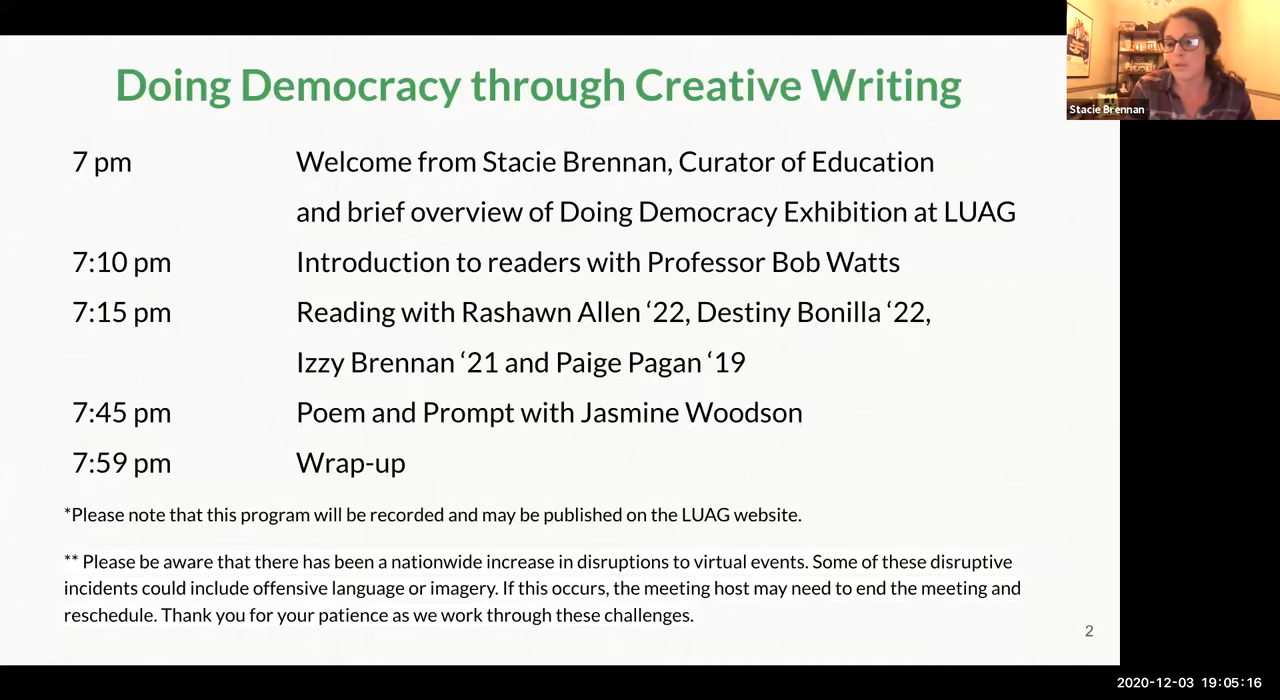 Doing Democracy through Creative Writing
Stacie Brennan
7 pm Welcome from Stacie Brennan, Curator of Education
and brief overview of Doing Democracy Exhibition at LUAG
7:10 pm Introduction to readers with Professor Bob Watts
7:15 pm Reading with Rashawn Allen ‘22, Destiny Bonilla ‘22,
Izzy Brennan ‘21 and Paige Pagan ‘19
7:45 pm Poem and Prompt with Jasmine Woodson
7:59 pm Wrap-up
*Please note that this program will be recorded and may be published on the LUAG website.
** Please be aware that there has been a nationwide increase in disruptions to virtual events. Some of these disruptive
incidents could include offensive language or imagery. If this occurs, the meeting host may need to end the meeting and
reschedule. Thank you for your patience as we work through these challenges.
2
2020-12-03 19:05:16